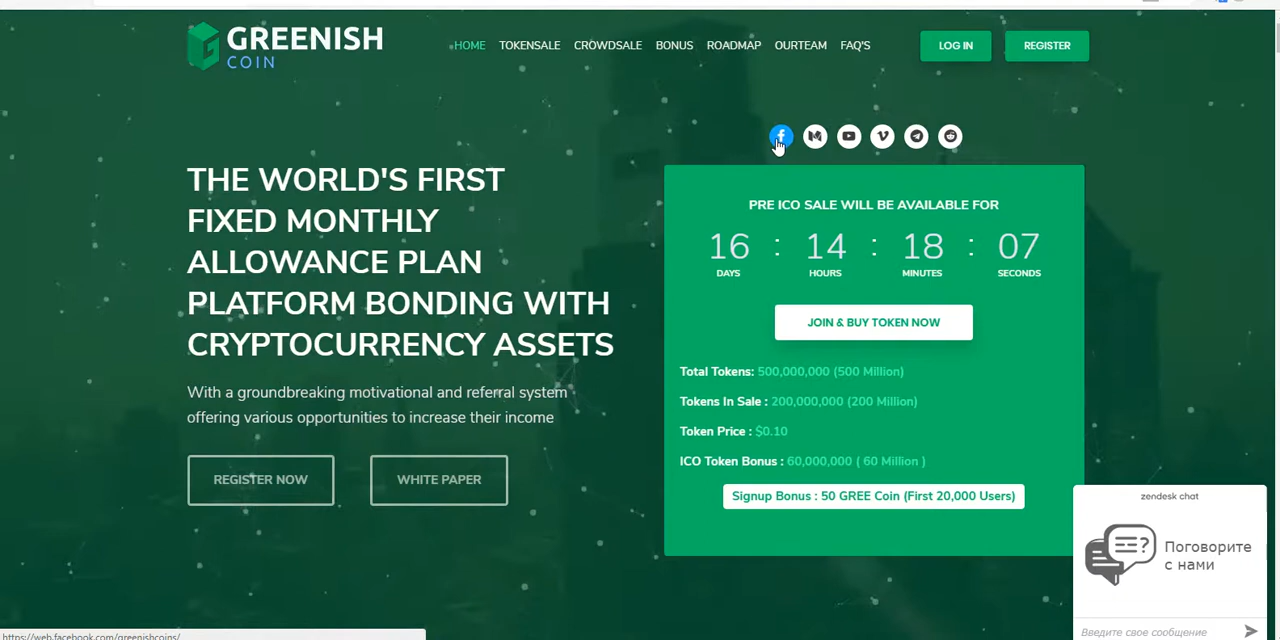 GREENISH
COIN
HOME TOKENSALE CROWDSALE BONUS ROADMAP OURTEAM FAQ'S
LOG IN
REGISTER
THE WORLD'S FIRST
FIXED MONTHLY
ALLOWANCE PLAN
PLATFORM BONDING WITH
CRYPTOCURRENCY ASSETS
With a groundbreaking motivational and referral system
offering various opportunities to increase their income
REGISTER NOW
WHITE PAPER
PRE ICO SALE WILL BE AVAILABLE FOR
16 : 14 : 18 : 07
DAYS HOURS MINUTES SECONDS
JOIN & BUY TOKEN NOW
Total Tokens: 500,000,000 (500 Million)
Tokens In Sale : 200,000,000 (200 Million)
Token Price : $0.10
ICO Token Bonus : 60,000,000 ( 60 Million )
Signup Bonus : 50 GREE Coin (First 20,000 Users)
zendesk chat
Поговорите
с нами
Введите свое сообщение
https://web.facebook.com/greenishcoins/